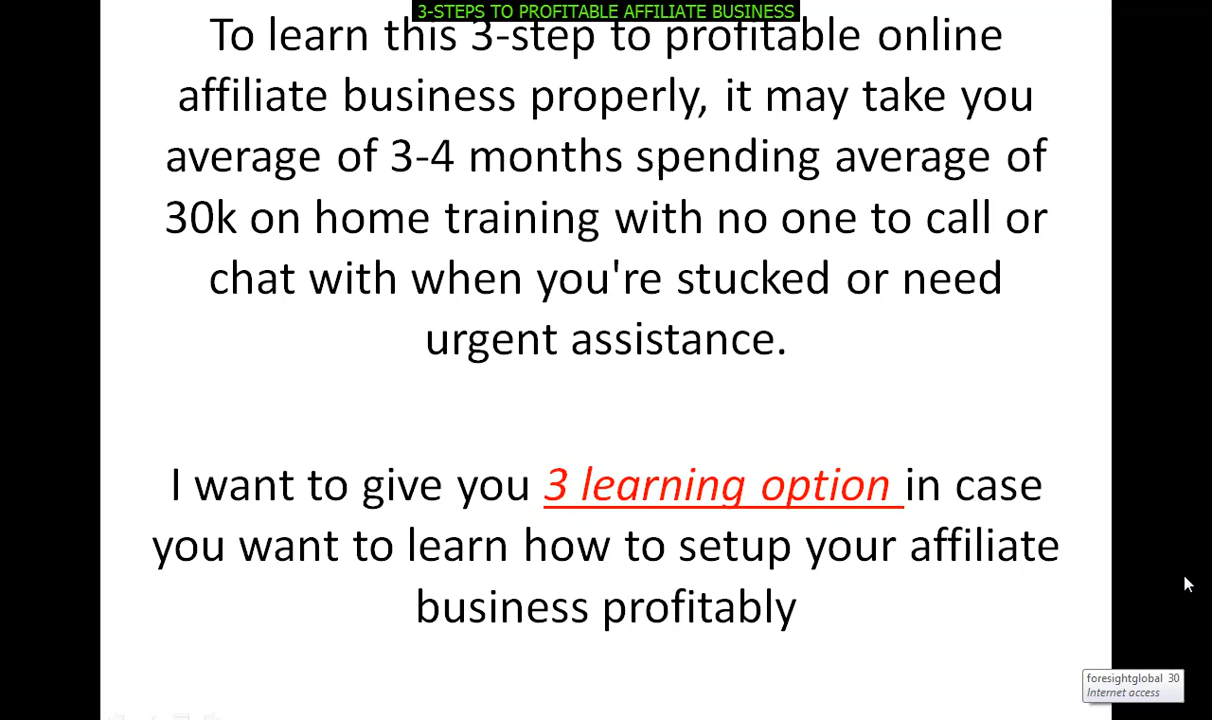 3-STEPS TO PROFITABLE AFFILIATE BUSINESS
To learn this 3-step to profitable online
affiliate business properly, it may take you
average of 3-4 months spending average of
30k on home training with no one to call or
chat with when you're stucked or need
urgent assistance.
I want to give you 3 learning option in case
you want to learn how to setup your affiliate
business profitably
foresightglobal 30
Internet access